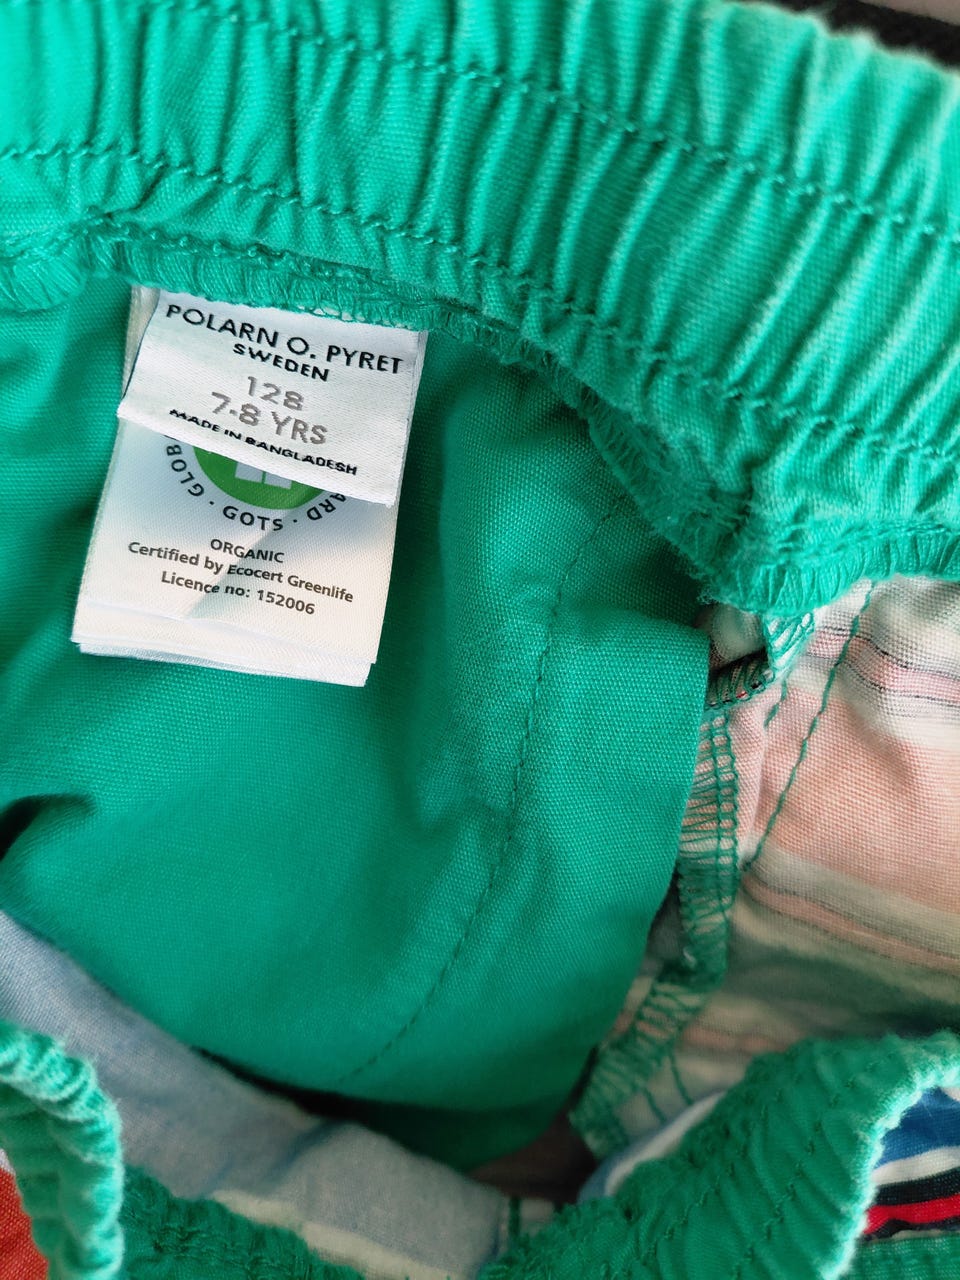 POLARN O. PYRET
SWEDEN
128
7-8 YRS
MADE IN BANGLADESH
· GOTS ·
ORGANIC
Certified by Ecocert Greenlife
Licence no: 152006